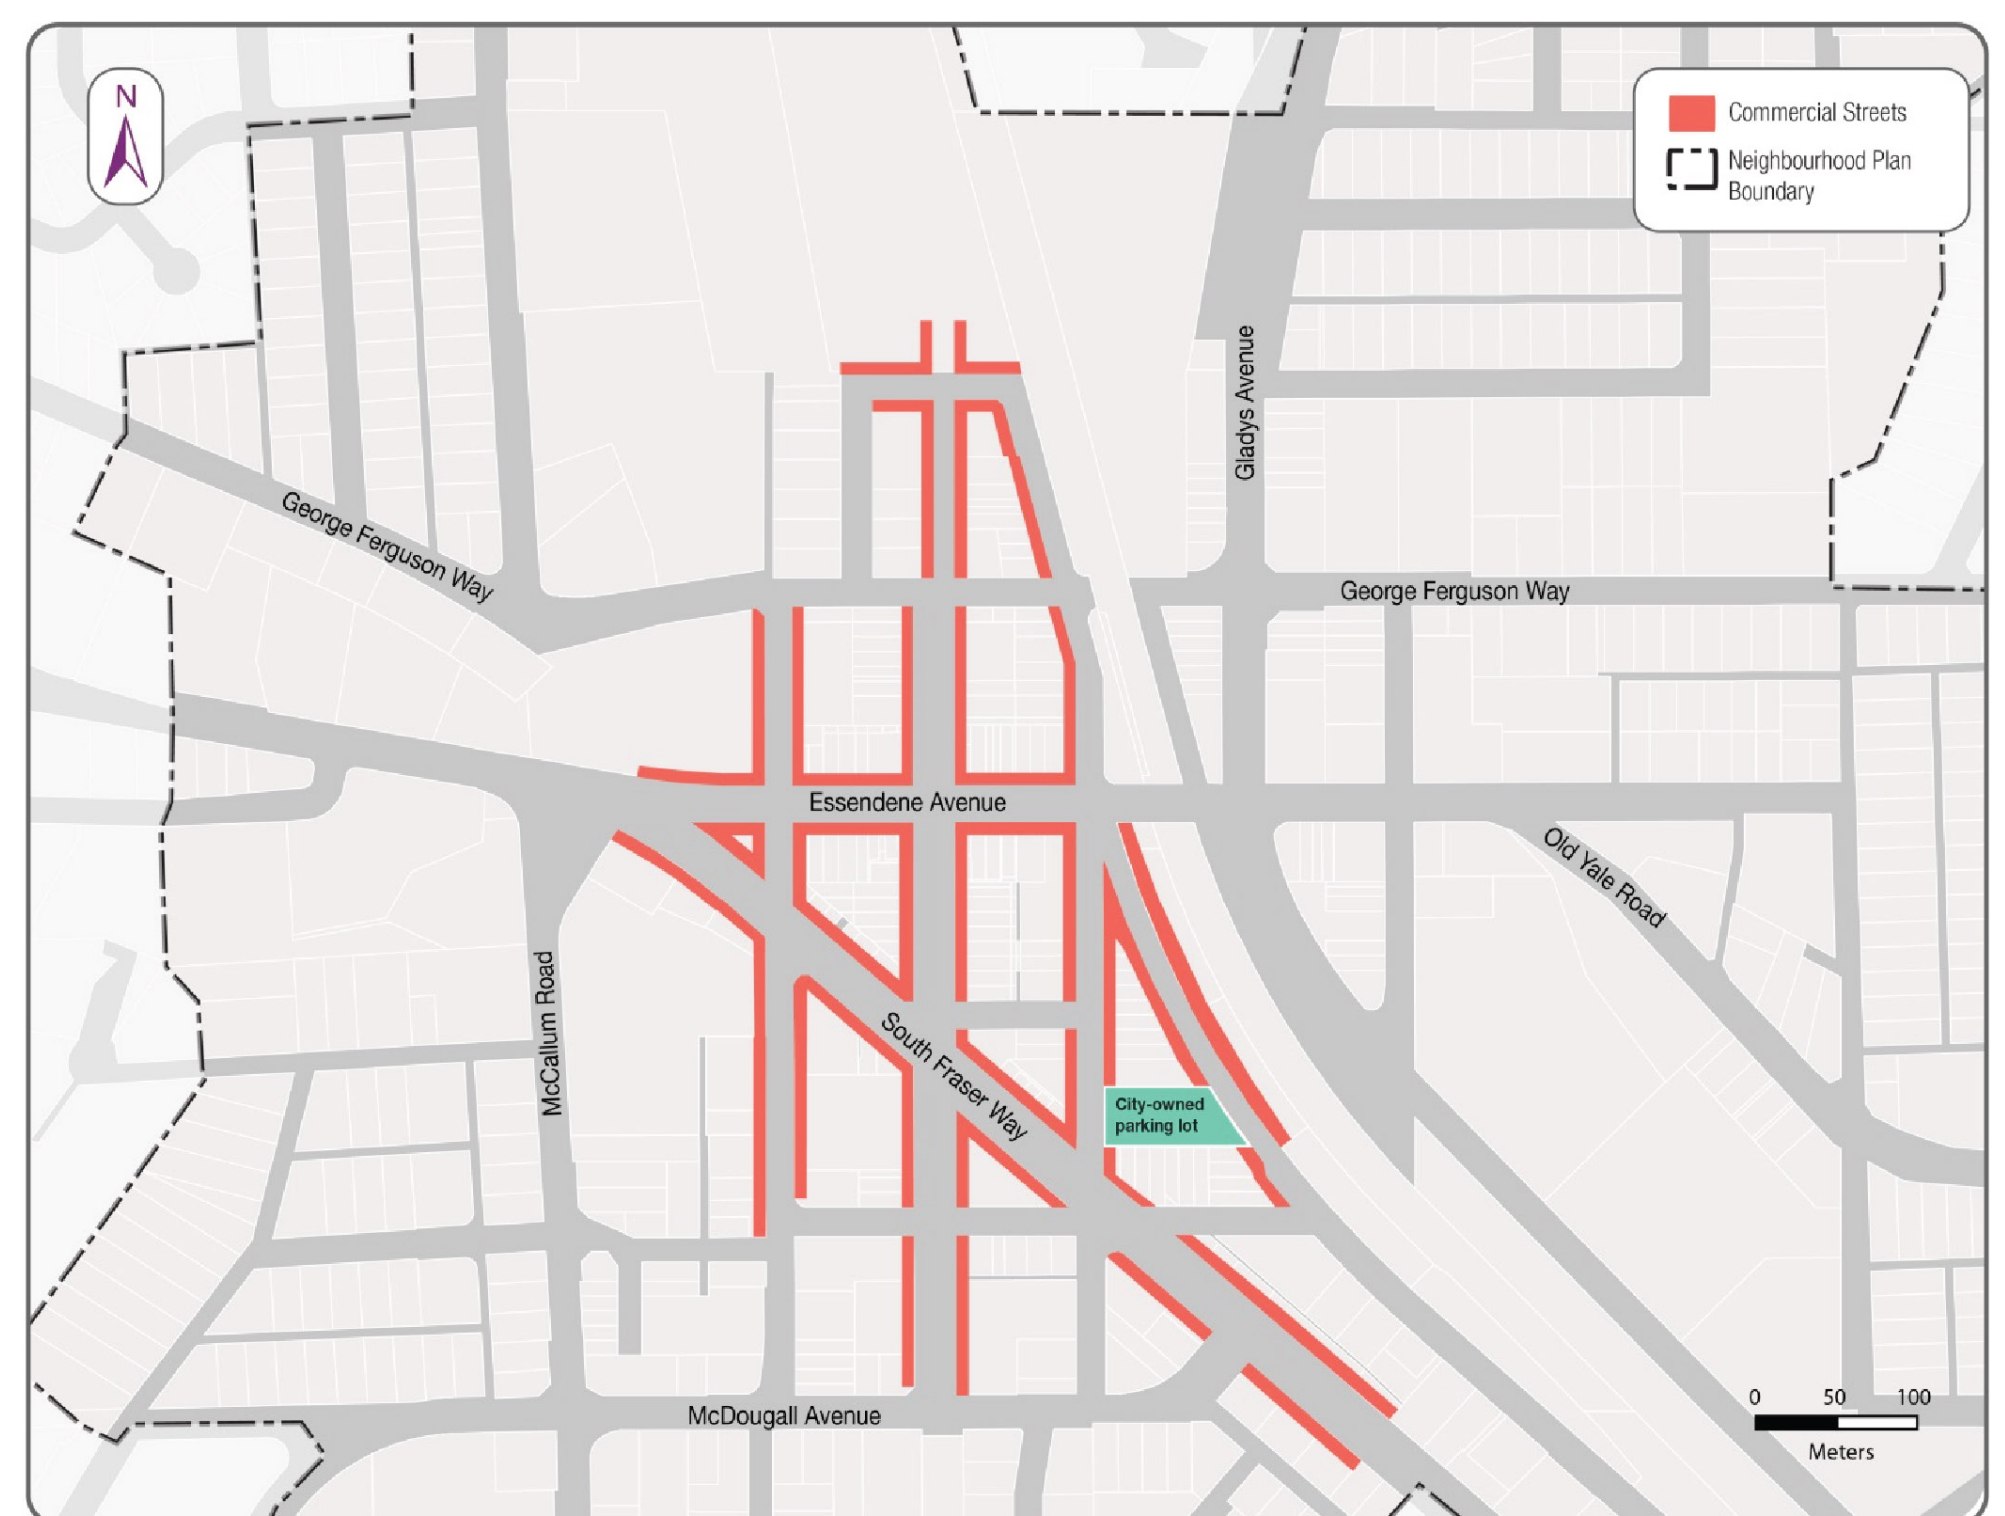 N
Commercial Streets
Neighbourhood Plan
Boundary
Gladys Avenue
George Ferguson Way
George Ferguson Way
Essendene Avenue
Old Yale Road
McCallum Road
South Fraser Way
City-owned
parking lot
McDougall Avenue
0 50 100
Meters